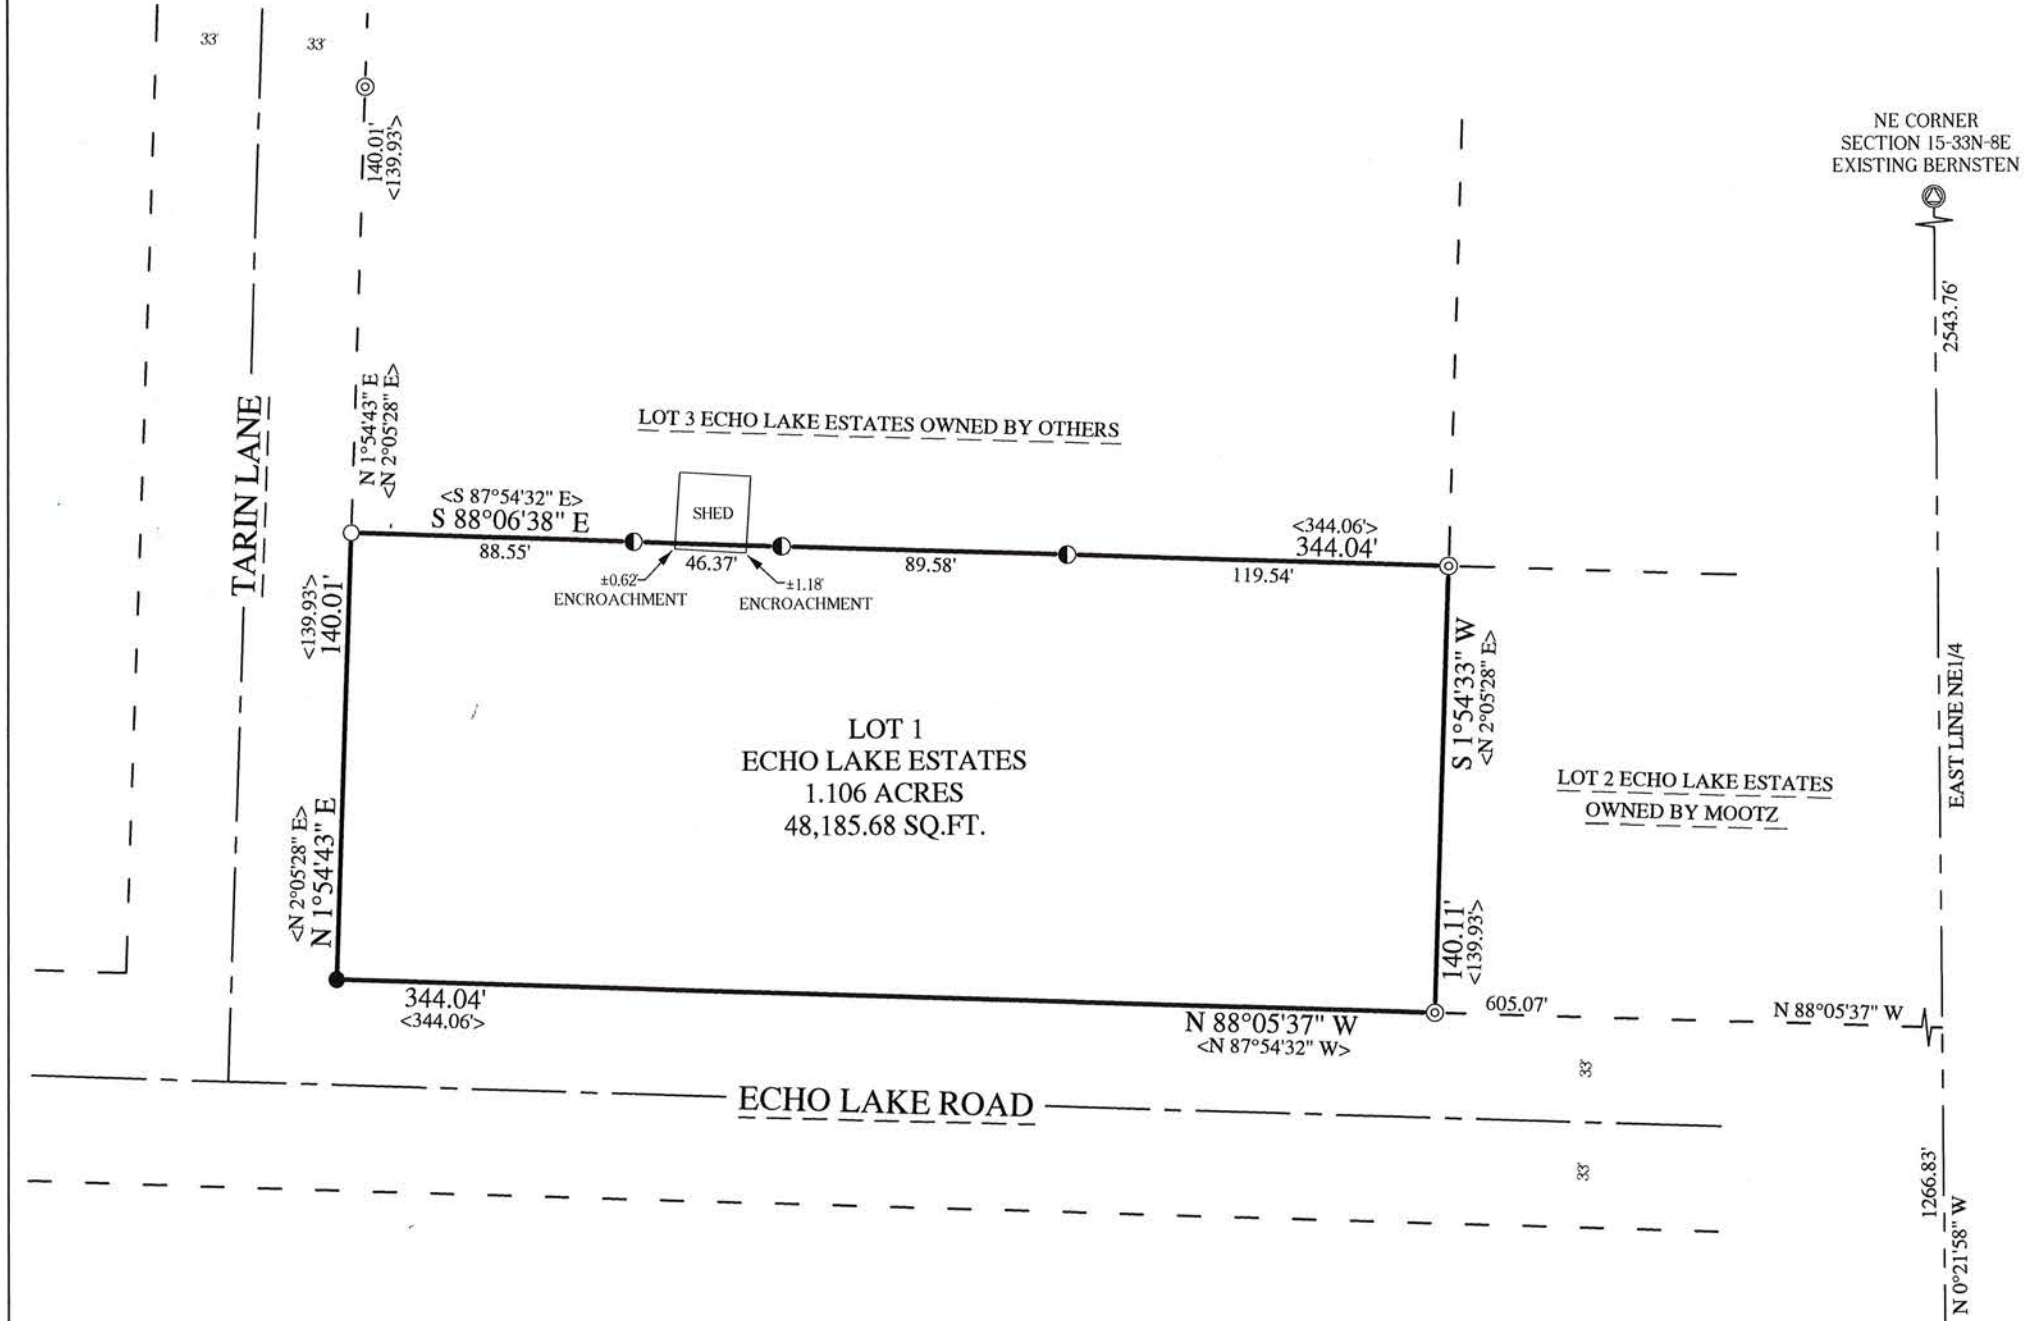 33'
33'
NE CORNER
SECTION 15-33N-8E
EXISTING BERNSTEN
140.01'
<139.93'>
2543.76'
N 1°54'43" E
<N 2°05'28" E>
TARIN LANE
LOT 3 ECHO LAKE ESTATES OWNED BY OTHERS
<S 87°54'32" E>
S 88°06'38" E
88.55'
SHED
46.37'
89.58'
<344.06'>
344.04'
119.54'
±0.62'
ENCROACHMENT
±1.18'
ENCROACHMENT
<139.93'>
140.01'
<N 2°05'28" E>
N 1°54'43" E
S 1°54'33" W
<N 2°05'28" E>
EAST LINE NE1/4
LOT 1
ECHO LAKE ESTATES
1.106 ACRES
48,185.68 SQ.FT.
LOT 2 ECHO LAKE ESTATES
OWNED BY MOOTZ
140.11'
<139.93'>
344.04'
<344.06'>
N 88°05'37" W
<N 87°54'32" W>
605.07'
N 88°05'37" W
33'
ECHO LAKE ROAD
33'
1266.83'
N 0°21'58" W